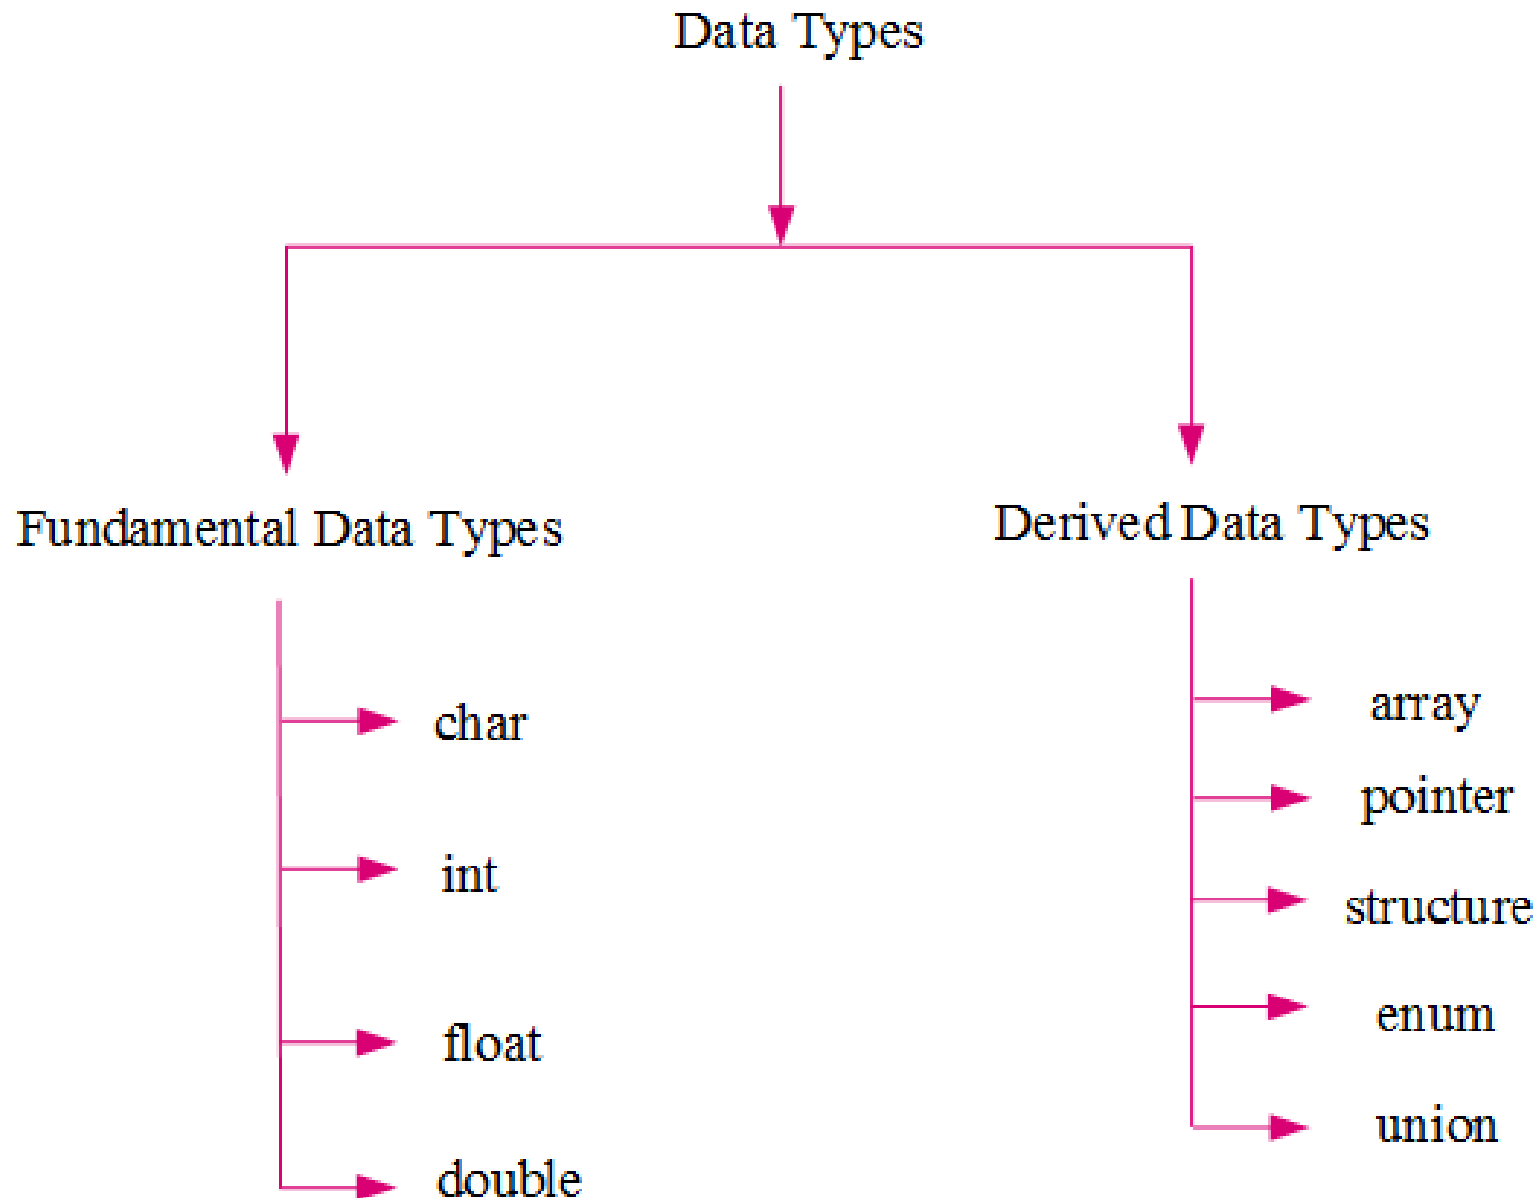 Data Types
Fundamental Data Types
char
int
float
double
Derived Data Types
array
pointer
structure
enum
union